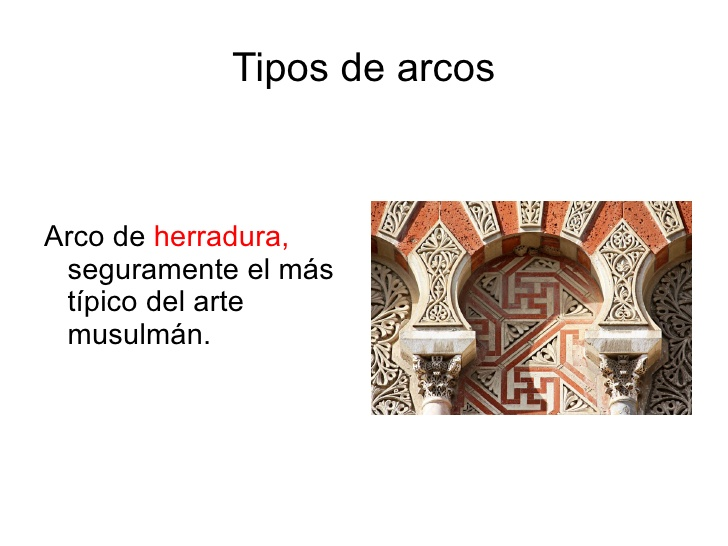 Tipos de arcos
Arco de herradura,
seguramente el más
típico del arte
musulmán.